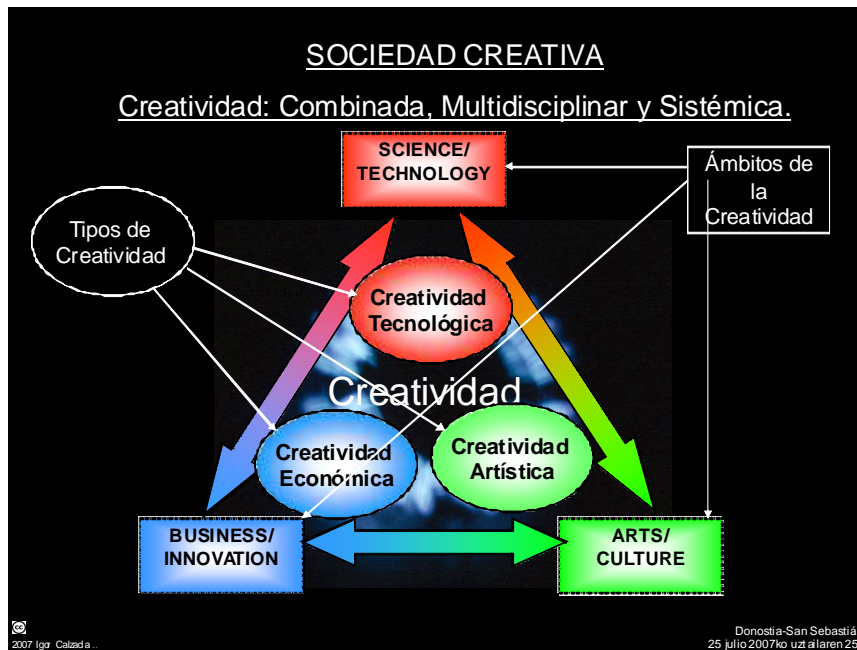 SOCIEDAD CREATIVA
Creatividad: Combinada, Multidisciplinar y Sistémica.
SCIENCE/
TECHNOLOGY
Ámbitos de
la
Creatividad
Tipos de
Creatividad
Creatividad
Tecnológica
Creatividad
Creatividad
Económica
Creatividad
Artística
BUSINESS/
INNOVATION
ARTS/
CULTURE
cc
2007 Igor Calzada ..
Donostia-San Sebastiá
25 julio 2007ko uztailaren 25